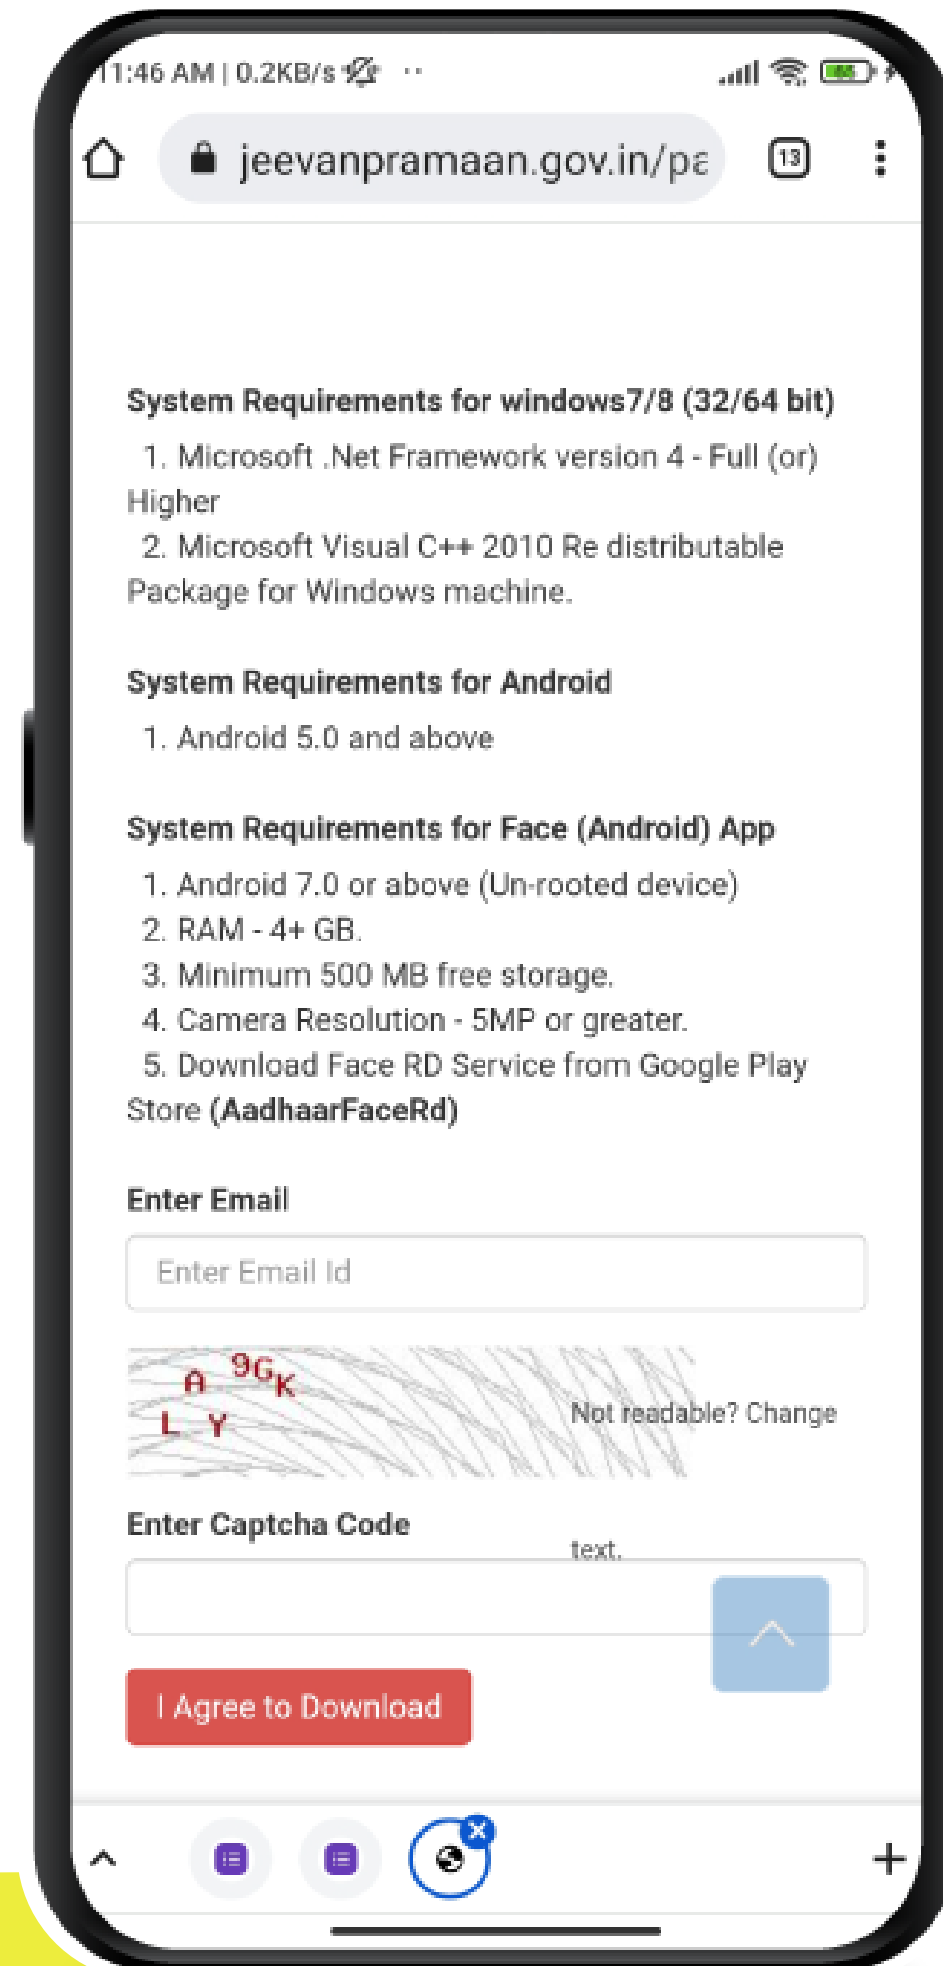 11:46 AM | 0.2KB/s
jeevanpramaan.gov.in/pa
13
System Requirements for windows7/8 (32/64 bit)
1. Microsoft .Net Framework version 4 - Full (or)
Higher
2. Microsoft Visual C++ 2010 Re distributable
Package for Windows machine.
System Requirements for Android
1. Android 5.0 and above
System Requirements for Face (Android) App
1. Android 7.0 or above (Un-rooted device)
2. RAM - 4+ GB.
3. Minimum 500 MB free storage.
4. Camera Resolution - 5MP or greater.
5. Download Face RD Service from Google Play
Store (AadhaarFaceRd)
Enter Email
Enter Email Id
A 9GK
L Y
Not readable? Change
Enter Captcha Code
text.
I Agree to Download